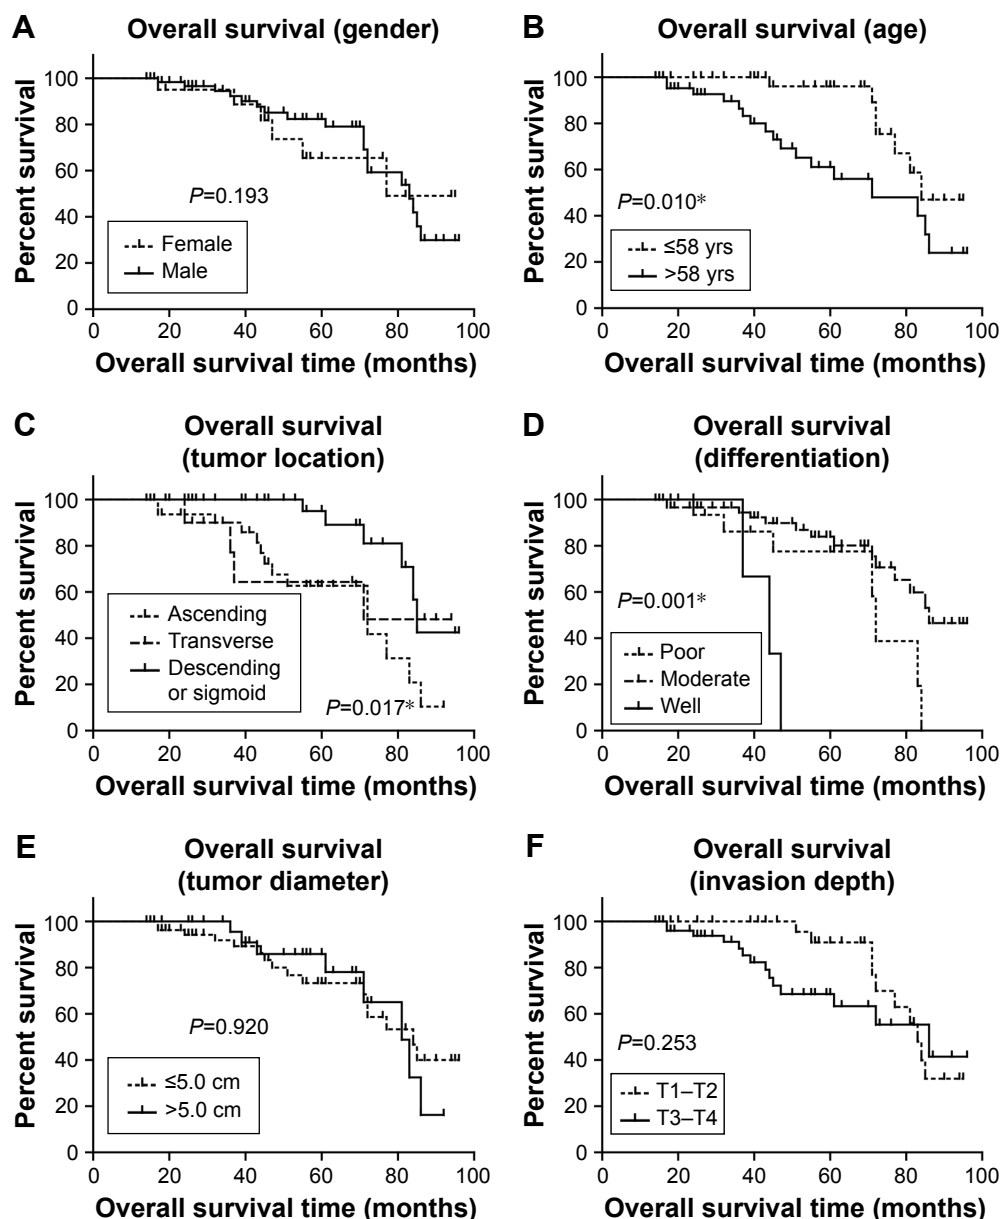 A Overall survival (gender)
Percent survival
100
80
60
40
20
0
P=0.193
Female
Male
0 20 40 60 80 100
Overall survival time (months)
B Overall survival (age)
Percent survival
100
80
60
40
20
0
P=0.010*
≤58 yrs
>58 yrs
0 20 40 60 80 100
Overall survival time (months)
C Overall survival
(tumor location)
Percent survival
100
80
60
40
20
0
Ascending
Transverse
Descending
or sigmoid
P=0.017*
0 20 40 60 80 100
Overall survival time (months)
D Overall survival
(differentiation)
Percent survival
100
80
60
40
20
0
P=0.001*
Poor
Moderate
Well
0 20 40 60 80 100
Overall survival time (months)
E Overall survival
(tumor diameter)
Percent survival
100
80
60
40
20
0
P=0.920
≤5.0 cm
>5.0 cm
0 20 40 60 80 100
Overall survival time (months)
F Overall survival
(invasion depth)
Percent survival
100
80
60
40
20
0
P=0.253
T1–T2
T3–T4
0 20 40 60 80 100
Overall survival time (months)